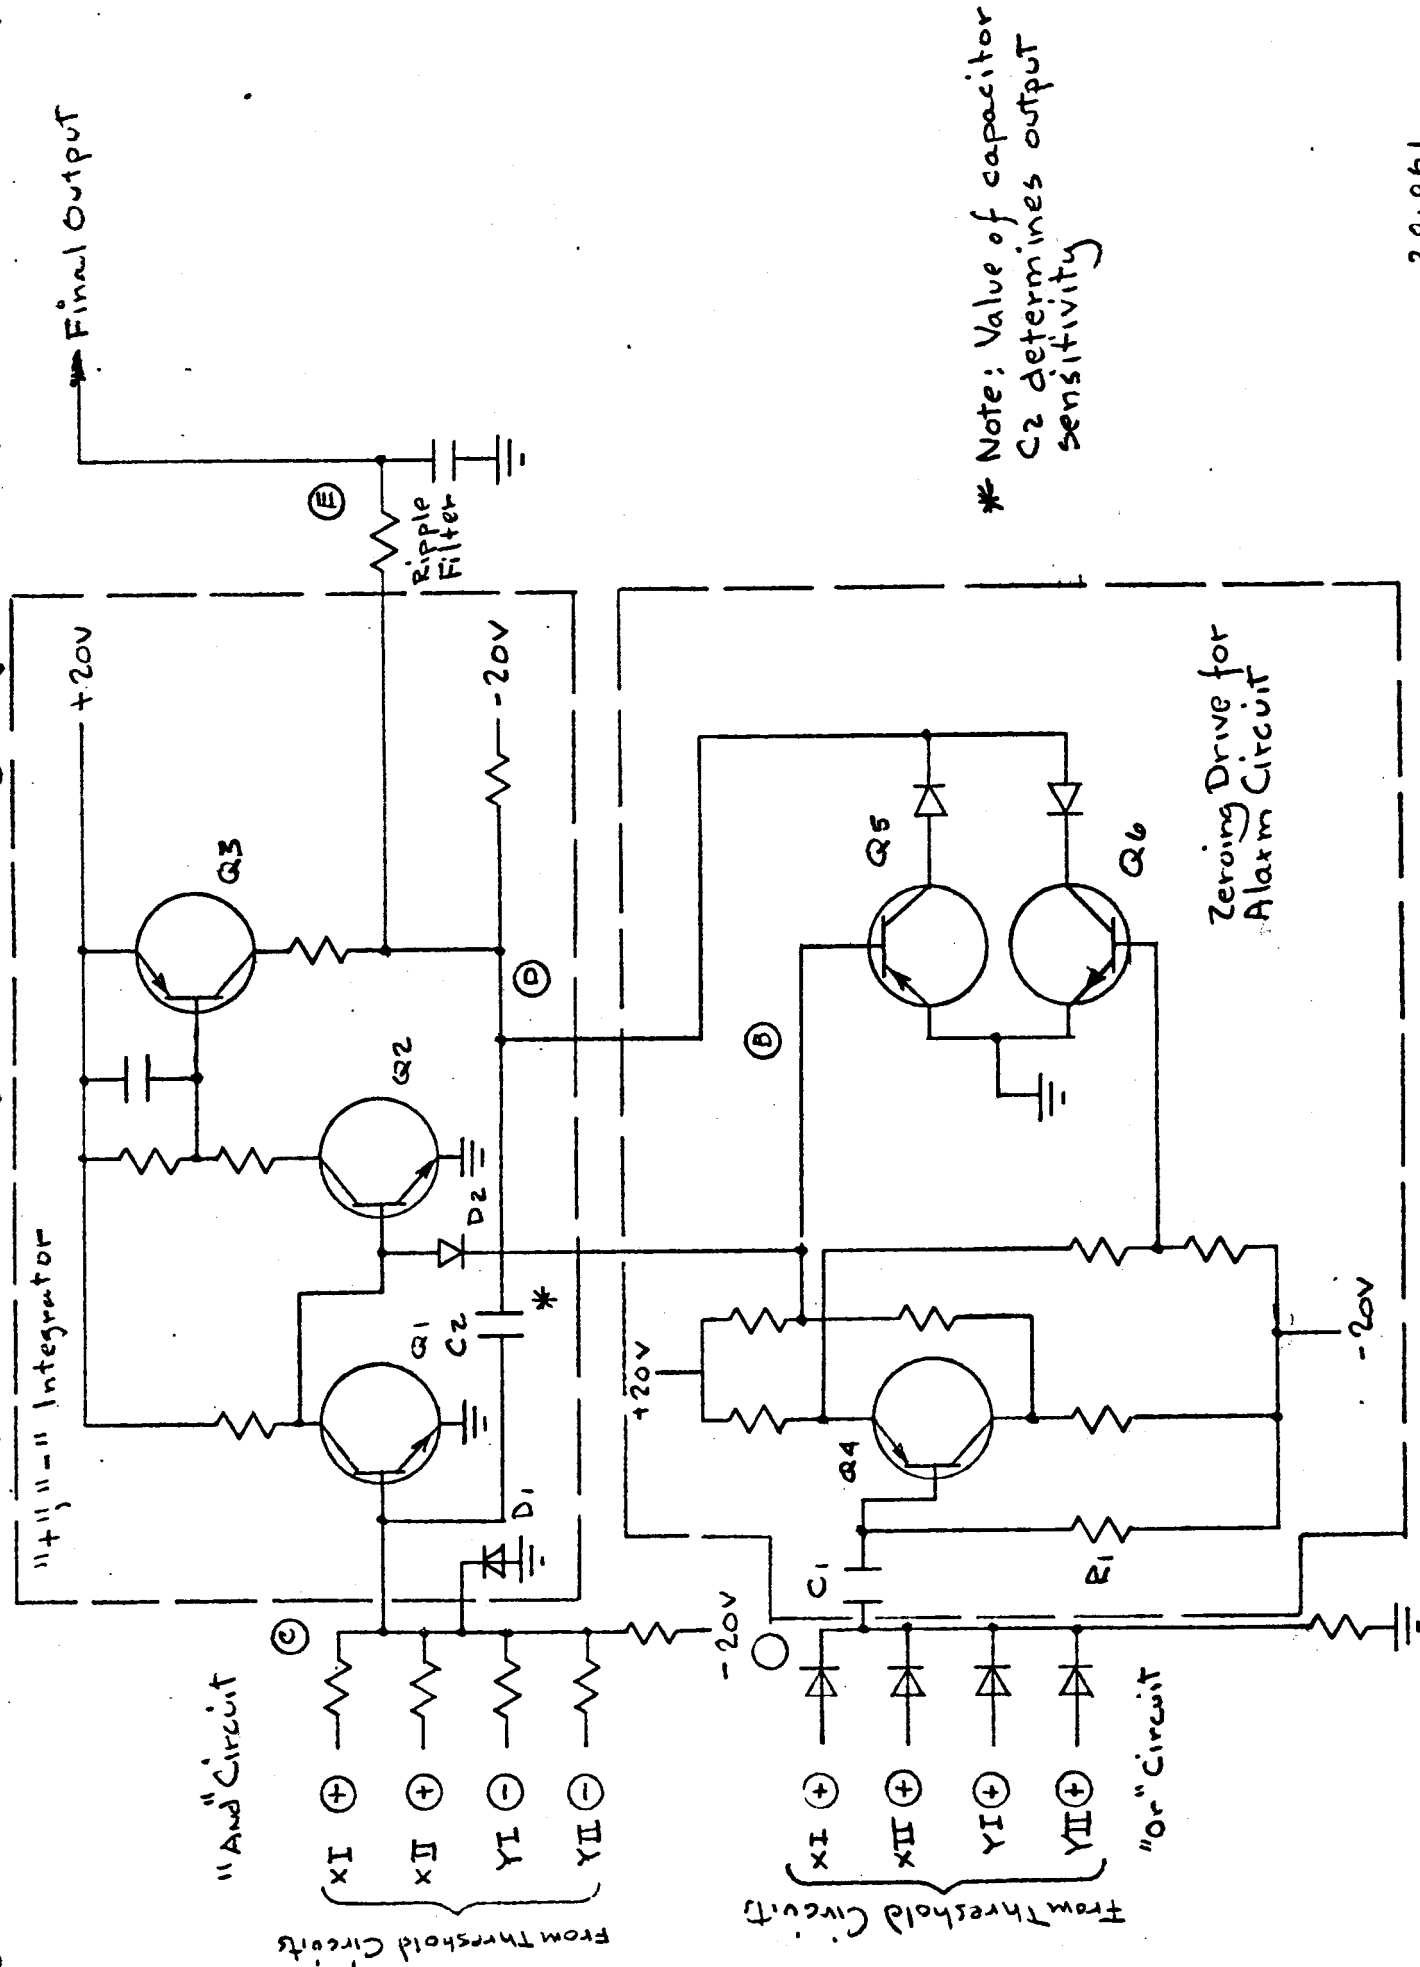 "+", "-" Integrator
+20V
Final Output
"And" Circuit
XI +
XII +
YI -
YII -
From Threshold Circuits
C
D1
Q1
C2
*
D2
Q2
Q3
D
-20V
E
Ripple
Filter
-20V
+20V
XI +
XII +
YI +
YII +
From Threshold Circuits
"Or" Circuit
C1
R1
Q4
B
Q5
Q6
-20V
Zeroing Drive for
Alarm Circuit
* Note: Value of capacitor
C2 determines output
sensitivity